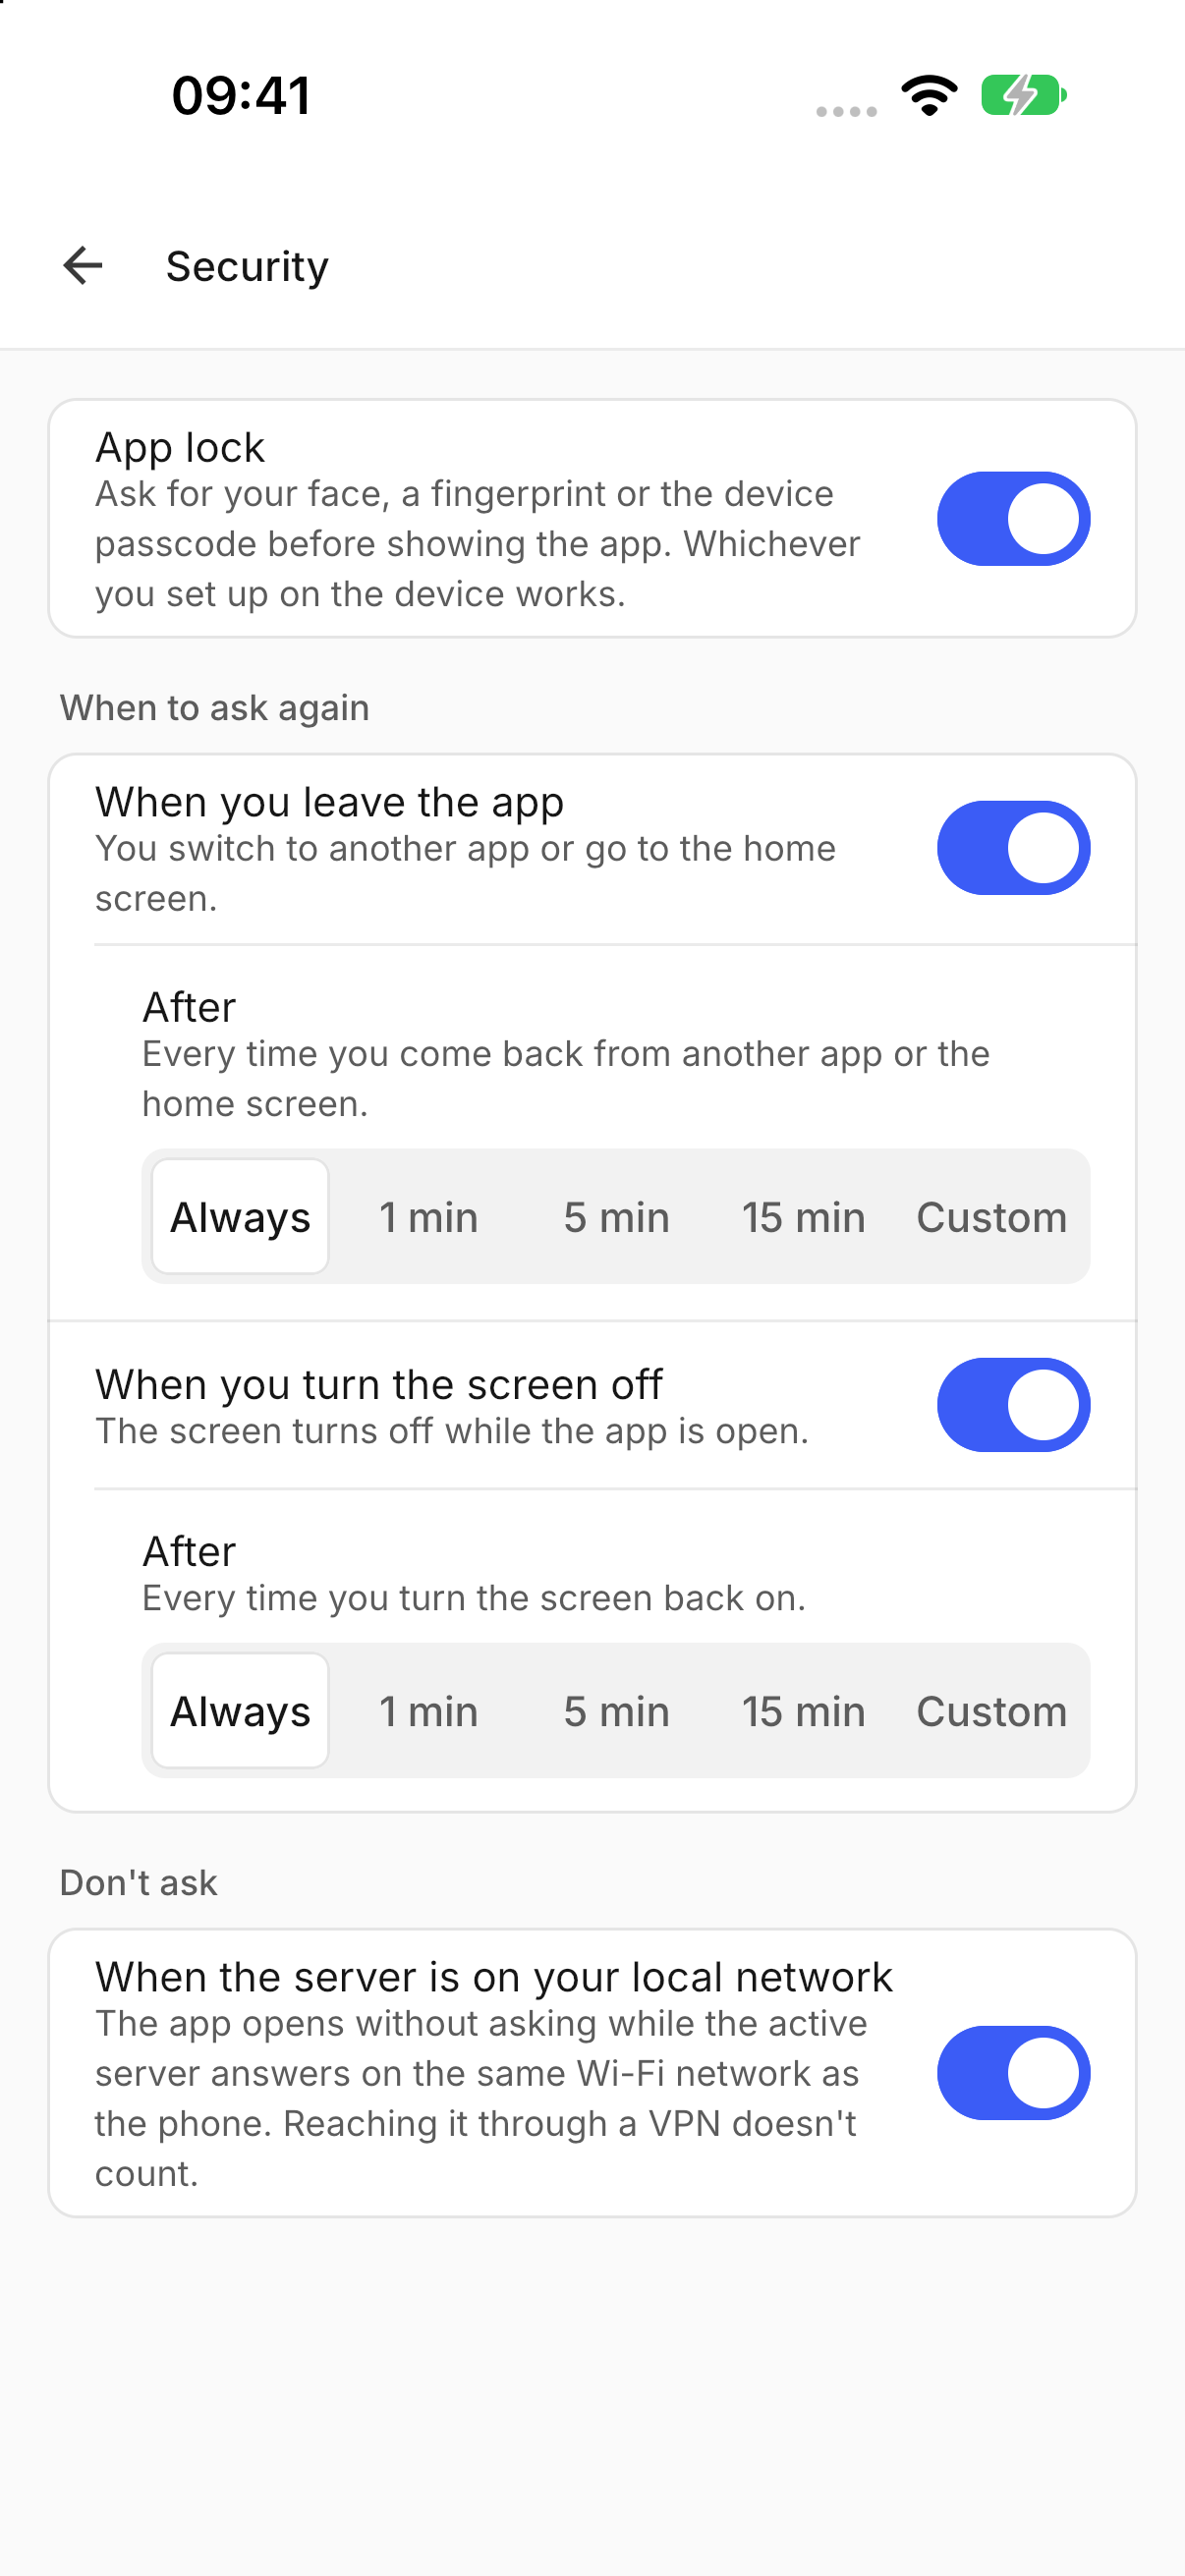 09:41
Security
App lock
Ask for your face, a fingerprint or the device
passcode before showing the app. Whichever
you set up on the device works.
When to ask again
When you leave the app
You switch to another app or go to the home
screen.
After
Every time you come back from another app or the
home screen.
Always 1 min 5 min 15 min Custom
When you turn the screen off
The screen turns off while the app is open.
After
Every time you turn the screen back on.
Always 1 min 5 min 15 min Custom
Don't ask
When the server is on your local network
The app opens without asking while the active
server answers on the same Wi-Fi network as
the phone. Reaching it through a VPN doesn't
count.